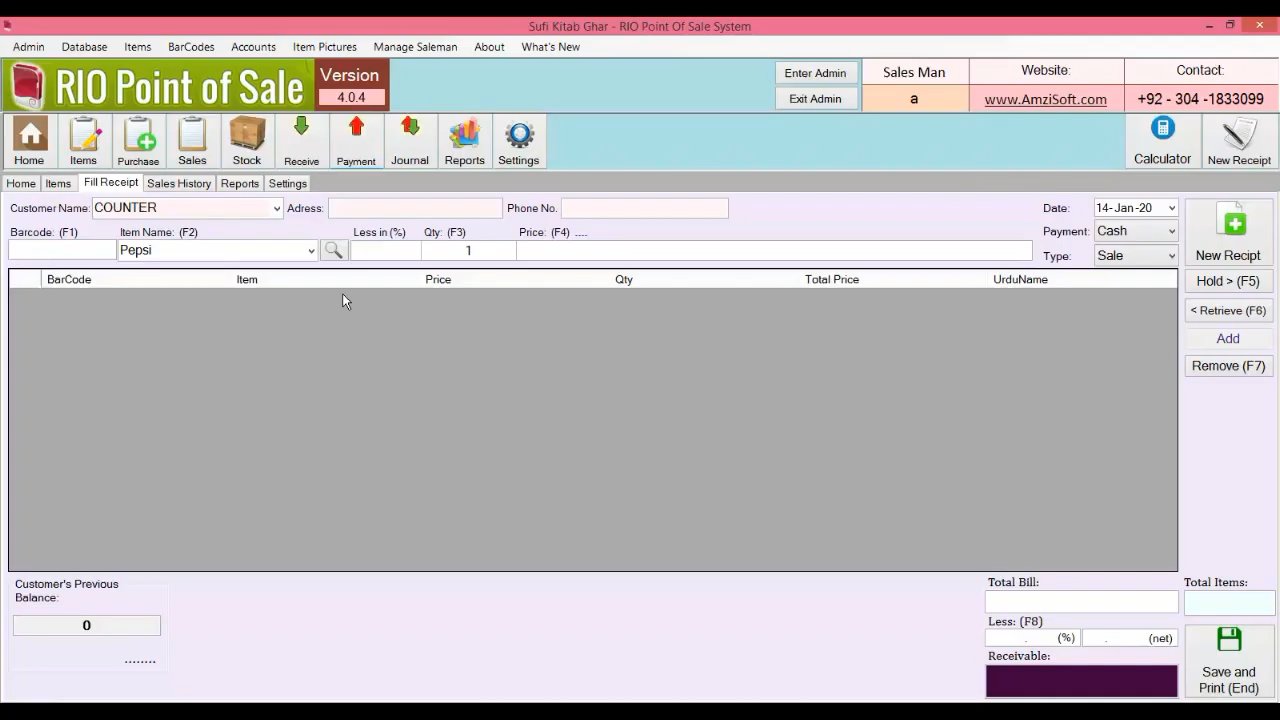 Sufi Kitab Ghar - RIO Point Of Sale System
Admin Database Items BarCodes Accounts Item Pictures Manage Saleman About What's New
RIO Point of Sale
Version
4.0.4
Enter Admin
Exit Admin
Sales Man
a
Website:
www.AmziSoft.com
Contact:
+92 - 304 -1833099
Home Items Purchase Sales Stock Receive Payment Journal Reports Settings Calculator New Receipt
Home Items Fill Receipt Sales History Reports Settings
Customer Name: COUNTER Adress: Phone No. Date: 14-Jan-20
Payment: Cash
Barcode: (F1) Item Name: (F2) Less in (%) Qty: (F3) Price: (F4) ....
Pepsi 1
Type: Sale
BarCode Item Price Qty Total Price UrduName
New Recipt
Hold > (F5)
< Retrieve (F6)
Add
Remove (F7)
Customer's Previous
Balance:
0
........
Total Bill: Total Items:
Less: (F8)
. (%) . (net)
Receivable:
Save and
Print (End)